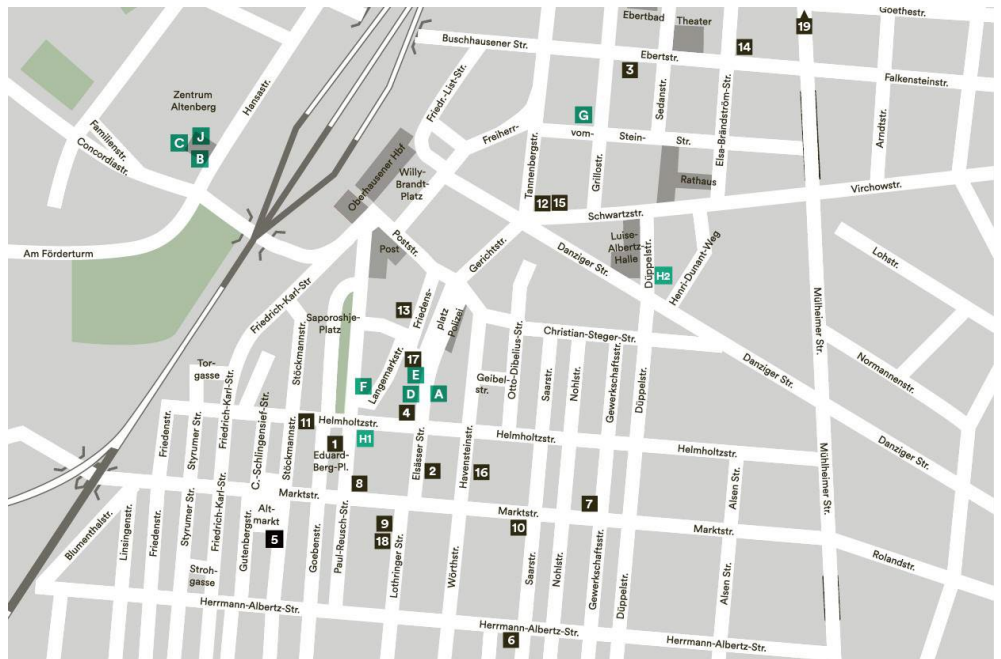 Ebertbad
Theater
Goethestr.
19
Buschhausener Str.
14
Ebertstr.
3
Falkensteinstr.
Zentrum
Altenberg
Hansastr.
Friedr.-List-Str.
Sedanstr.
Elsa-Brändström-Str.
Arndtstr.
G
Familienstr.
Concordiastr.
C
J
B
Freiherr-
vom-
Stein-
Str.
Tannenbergstr.
Grillostr.
Oberhausener Hbf
Willy-
Brandt-
Platz
Rathaus
Virchowstr.
12
15
Schwartzstr.
Am Förderturm
Post
Poststr.
Gerichtstr.
Danziger Str.
Luise-
Albertz-
Halle
Düppelstr.
H2
Henri-Dunant-Weg
Lohstr.
Mülheimer Str.
Friedrich-Karl-Str
Saporoshje-
Platz
13
Friedens-
platz
Polizei
Christian-Steger-Str.
Otto-Dibelius-Str.
Stöckmannstr.
Langemarkstr.
17
E
F
D
A
4
Geibel-
str.
Saarstr.
Nohlstr.
Gewerkschaftsstr.
Düppelstr.
Danziger Str.
Normannenstr.
Tor-
gasse
Friedenstr.
Styrumer Str.
Friedrich-Karl-Str.
C.-Schlingensief-Str.
Stöckmannstr.
11
Helmholtzstr.
1
H1
Eduard-
Berg-Pl.
Elsässer Str.
2
Havensteinstr.
16
Helmholtzstr.
Helmholtzstr.
Danziger Str.
Mühlheimer Str.
Alsen Str.
8
Marktstr.
7
Marktstr.
Marktstr.
Blumenthalstr.
Linsingenstr.
Friedenstr.
Styrumer Str.
Friedrich-Karl-Str.
Gutenbergstr.
Alt-
markt
5
Goebenstr.
Paul-Reusch-Str.
9
18
Lothringer Str.
Wörthstr.
10
Saarstr.
Nohlstr.
Gewerkschaftsstr.
Düppelstr.
Alsen Str.
Rolandstr.
Stroh-
gasse
Herrmann-Albertz-Str.
6
Herrmann-Albertz-Str.
Herrmann-Albertz-Str.